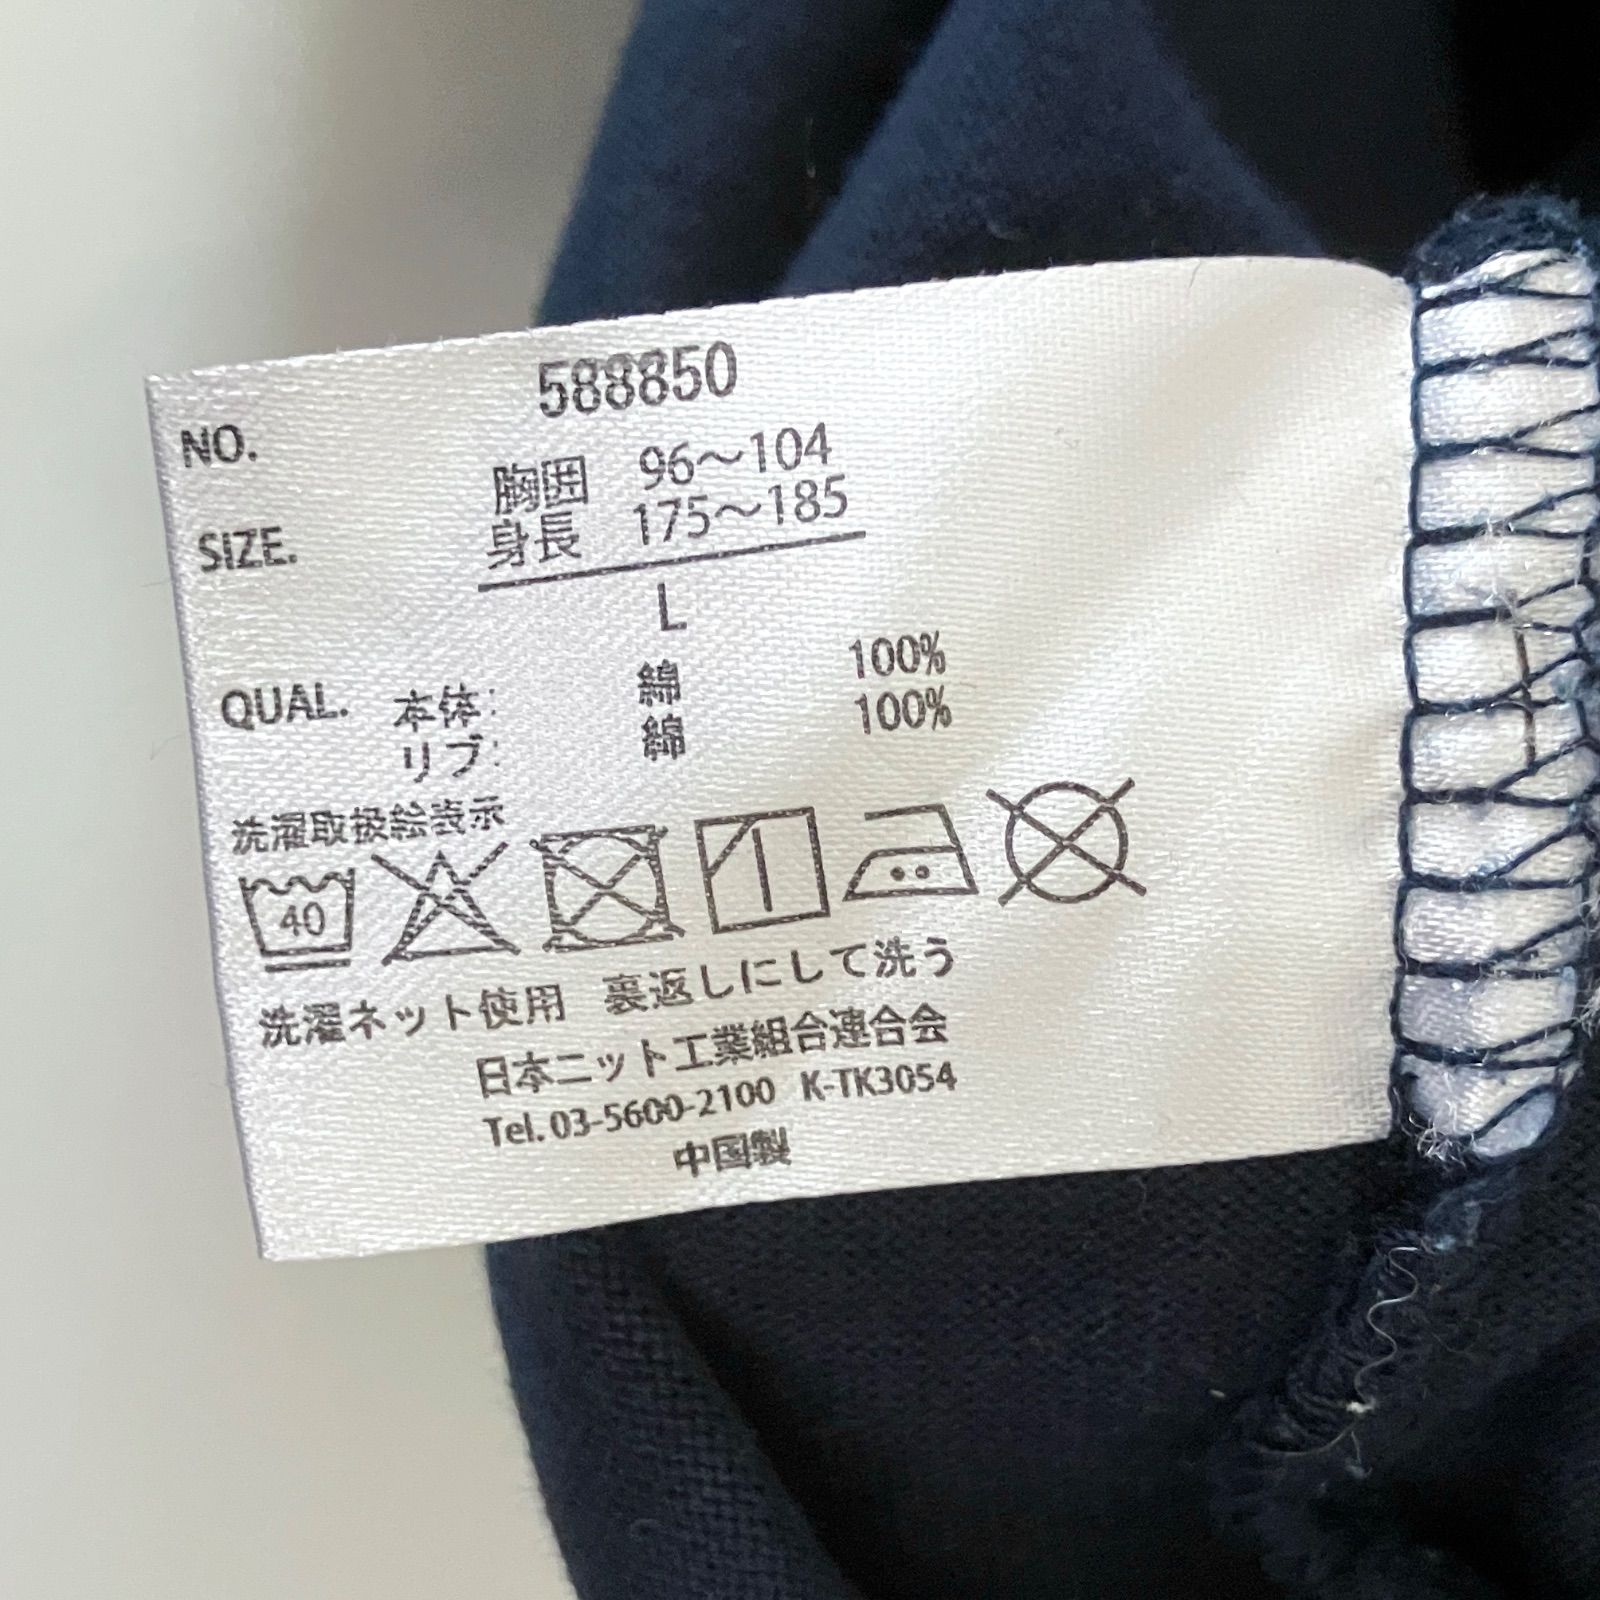 NO. 588850
胸囲 96〜104
SIZE. 身長 175〜185
L
QUAL. 本体: 綿 100%
リブ: 綿 100%
洗濯取扱絵表示
40
洗濯ネット使用 裏返しにして洗う
日本ニット工業組合連合会
Tel. 03-5600-2100 K-TK3054
中国製